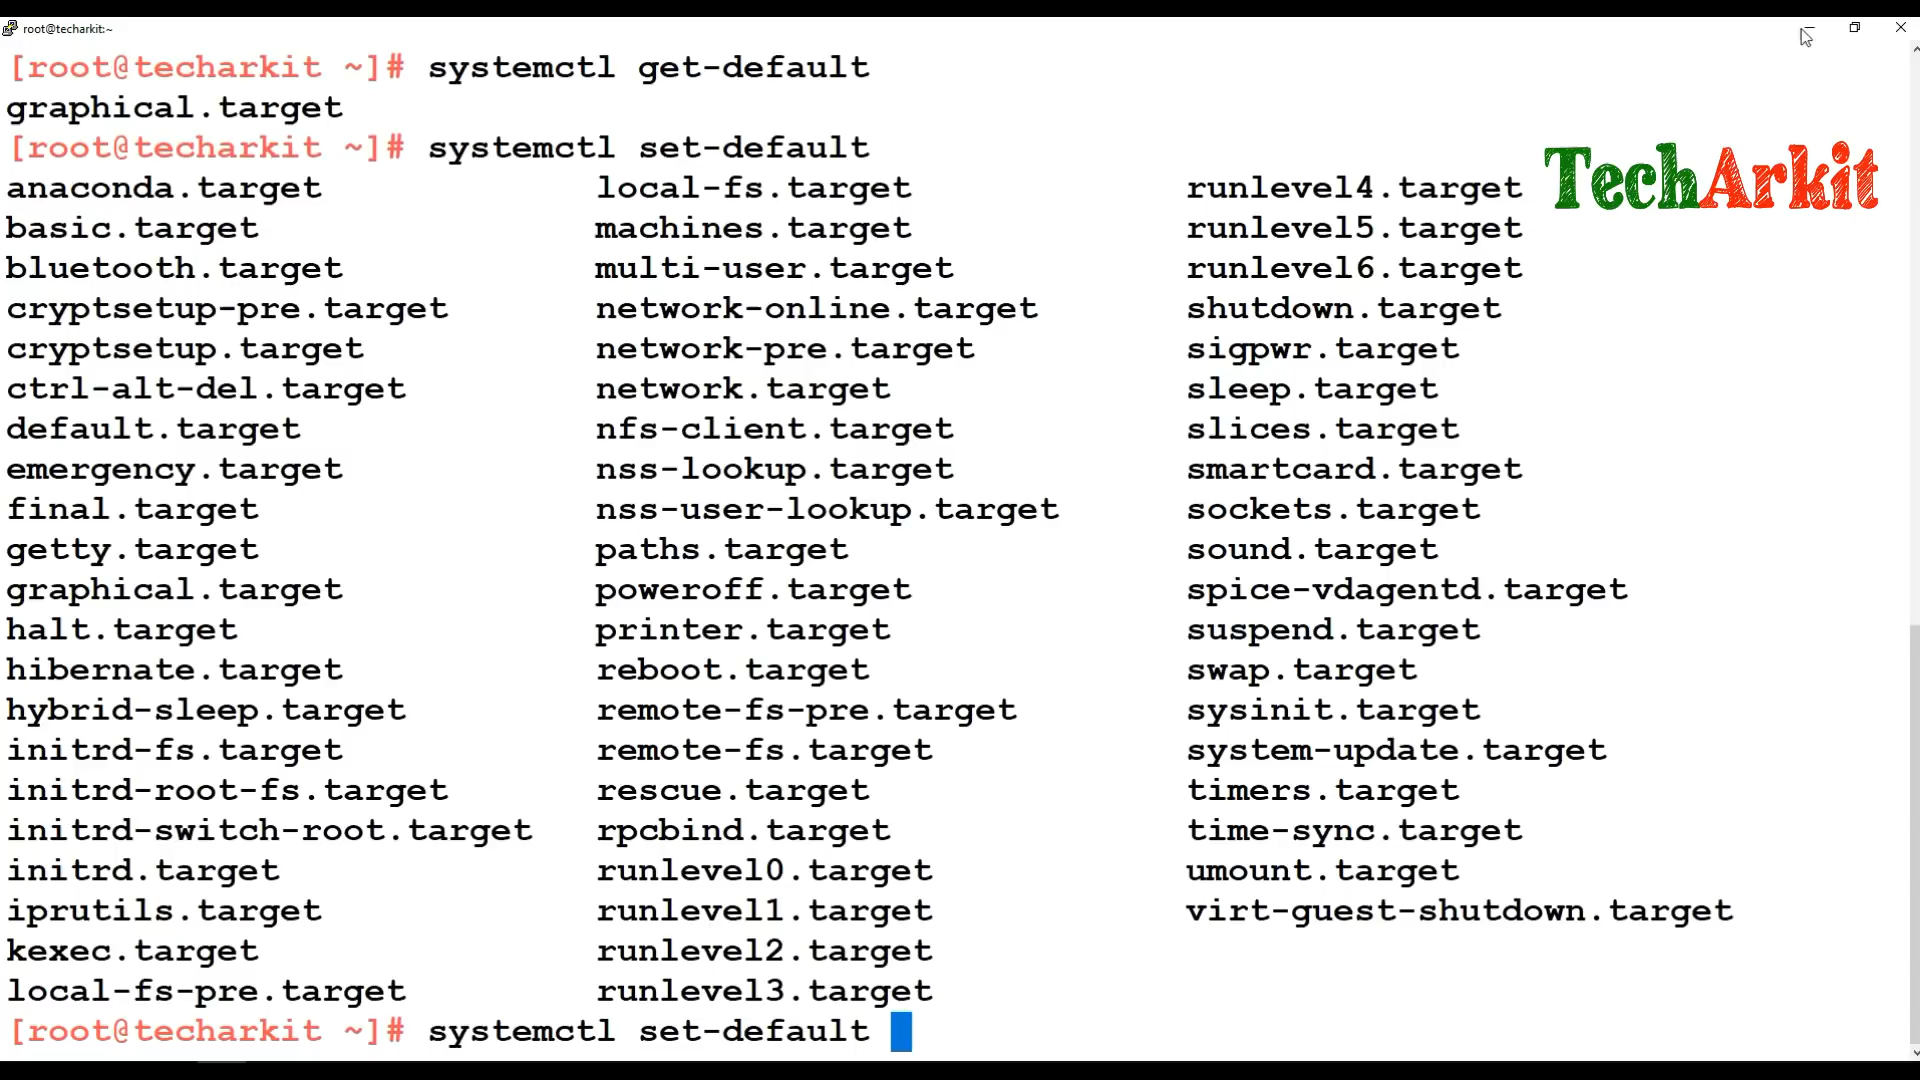 root@techarkit:~
[root@techarkit ~]# systemctl get-default
graphical.target
[root@techarkit ~]# systemctl set-default
TechArkit
anaconda.target local-fs.target runlevel4.target
basic.target machines.target runlevel5.target
bluetooth.target multi-user.target runlevel6.target
cryptsetup-pre.target network-online.target shutdown.target
cryptsetup.target network-pre.target sigpwr.target
ctrl-alt-del.target network.target sleep.target
default.target nfs-client.target slices.target
emergency.target nss-lookup.target smartcard.target
final.target nss-user-lookup.target sockets.target
getty.target paths.target sound.target
graphical.target poweroff.target spice-vdagentd.target
halt.target printer.target suspend.target
hibernate.target reboot.target swap.target
hybrid-sleep.target remote-fs-pre.target sysinit.target
initrd-fs.target remote-fs.target system-update.target
initrd-root-fs.target rescue.target timers.target
initrd-switch-root.target rpcbind.target time-sync.target
initrd.target runlevel0.target umount.target
iprutils.target runlevel1.target virt-guest-shutdown.target
kexec.target runlevel2.target
local-fs-pre.target runlevel3.target
[root@techarkit ~]# systemctl set-default